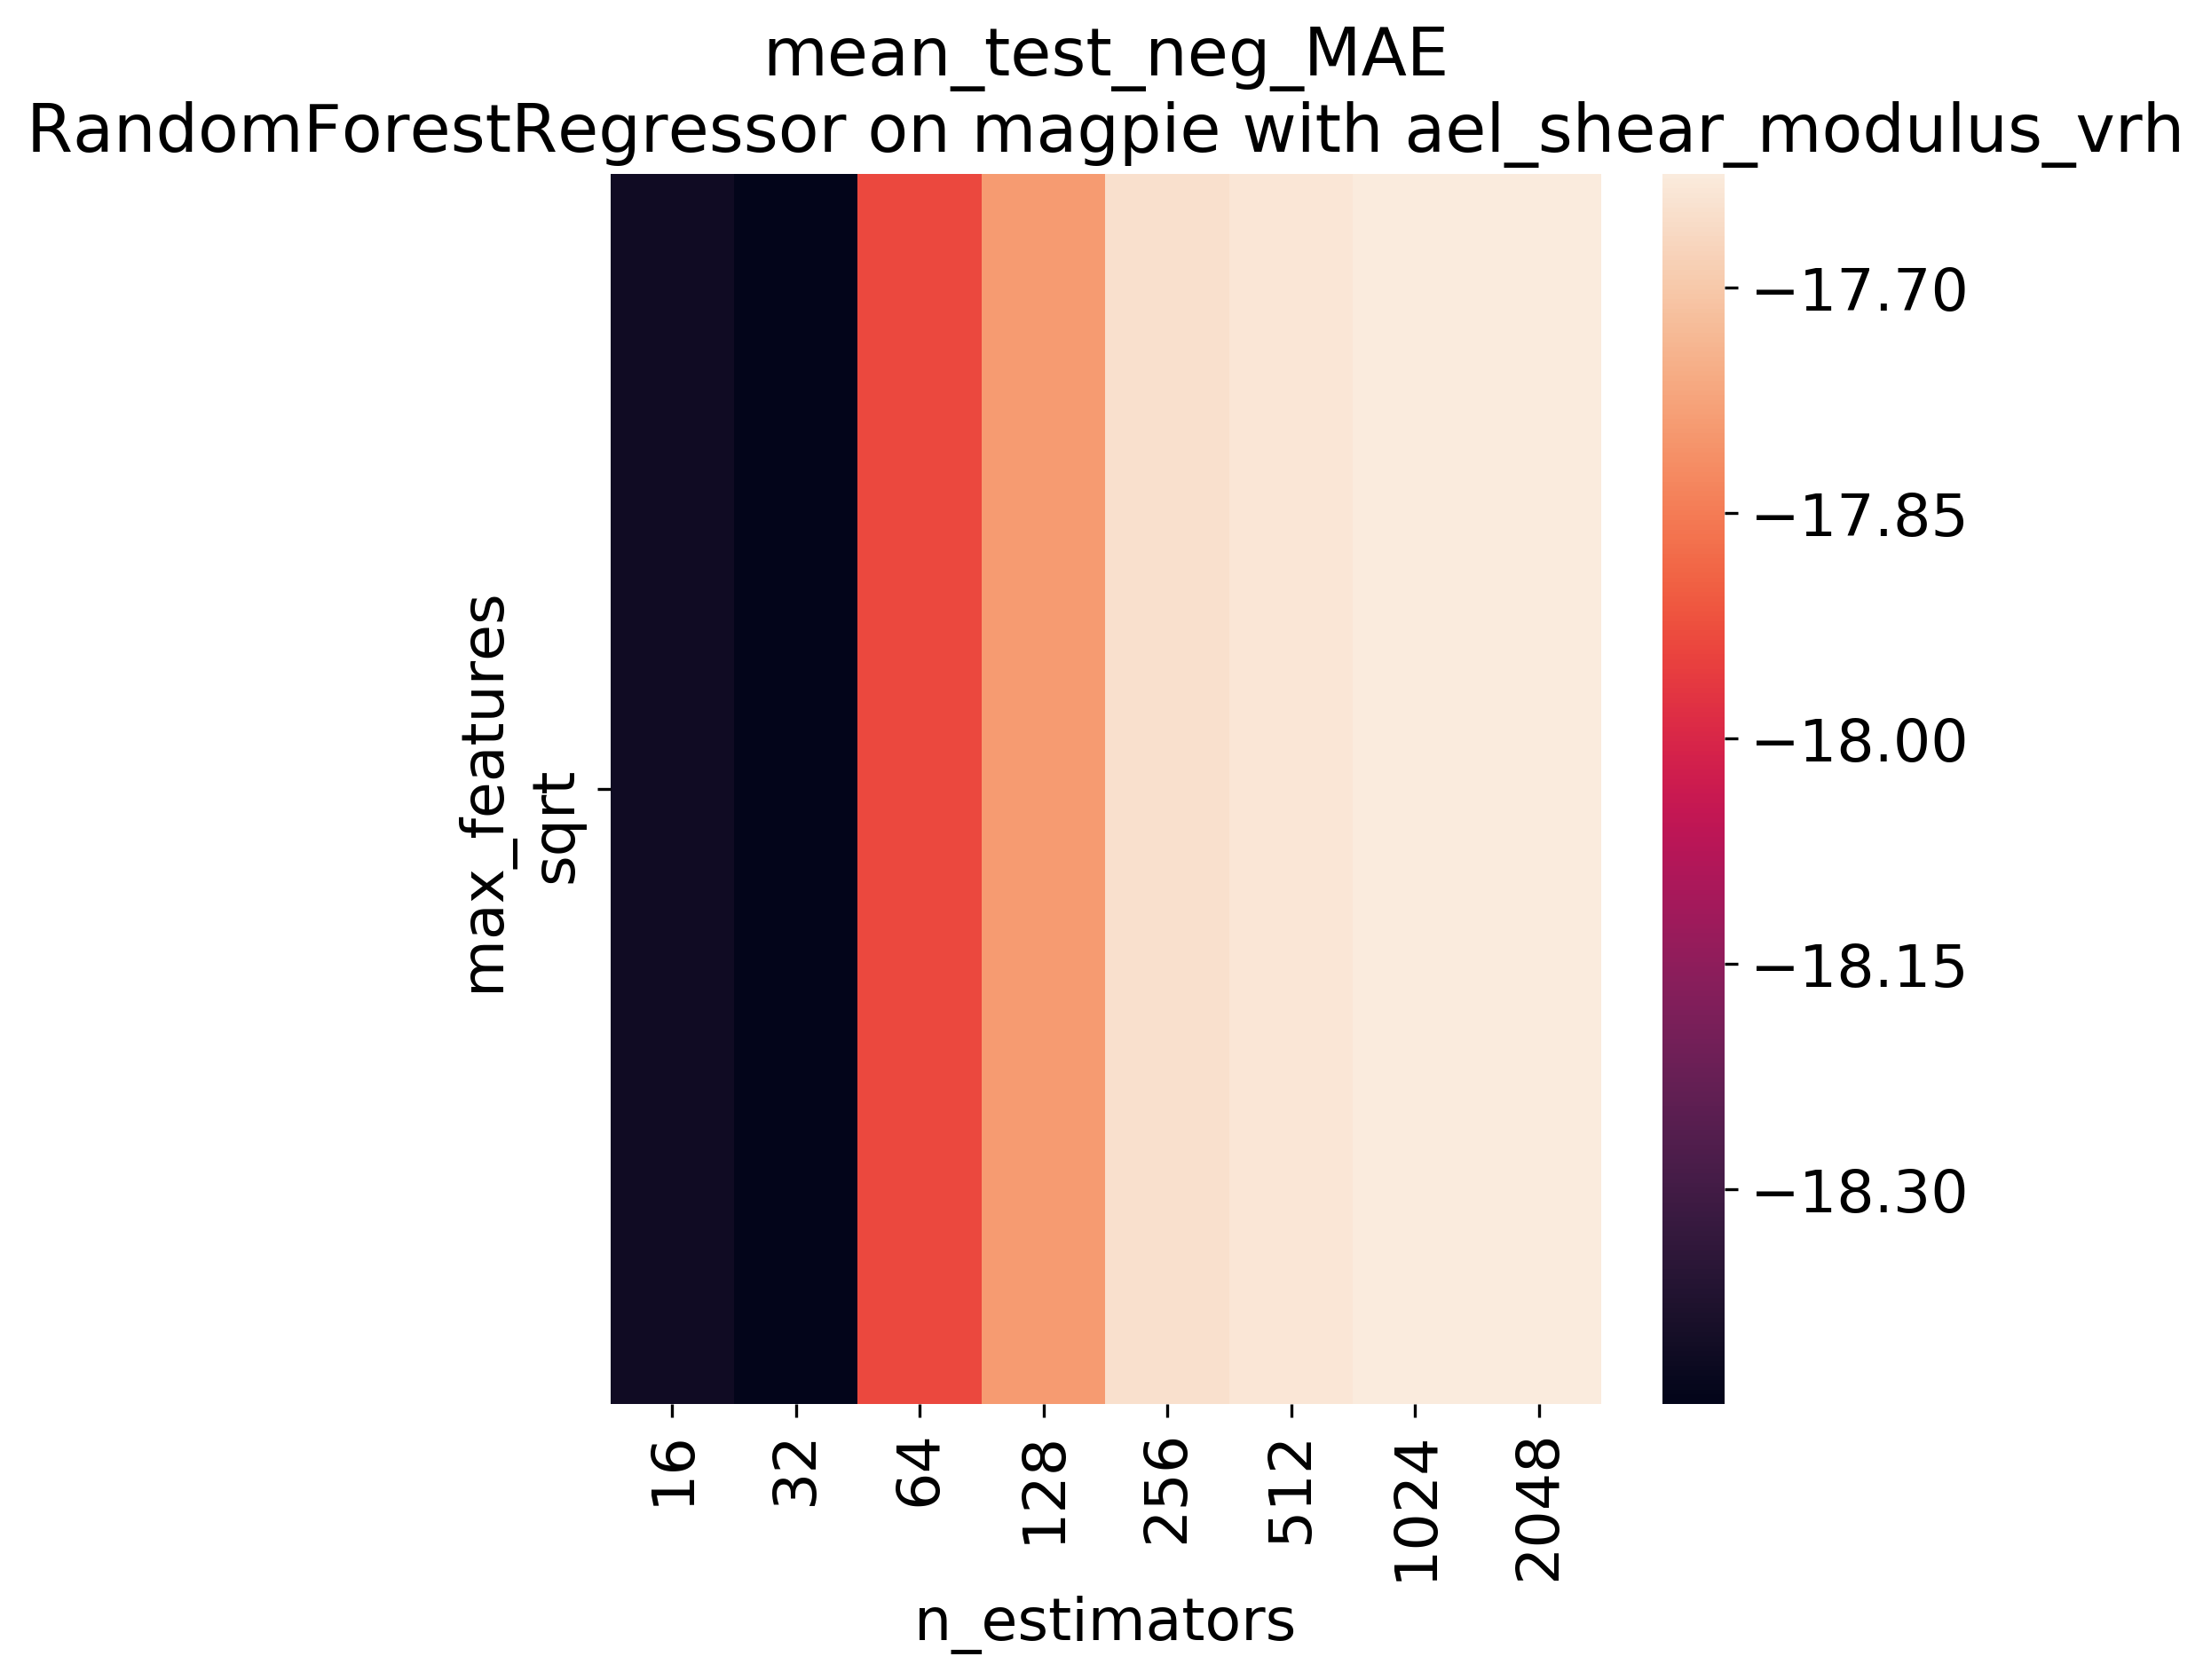 mean_test_neg_MAE
RandomForestRegressor on magpie with ael_shear_modulus_vrh
max_features
sqrt
16
32
64
128
256
512
1024
2048
n_estimators
−17.70
−17.85
−18.00
−18.15
−18.30